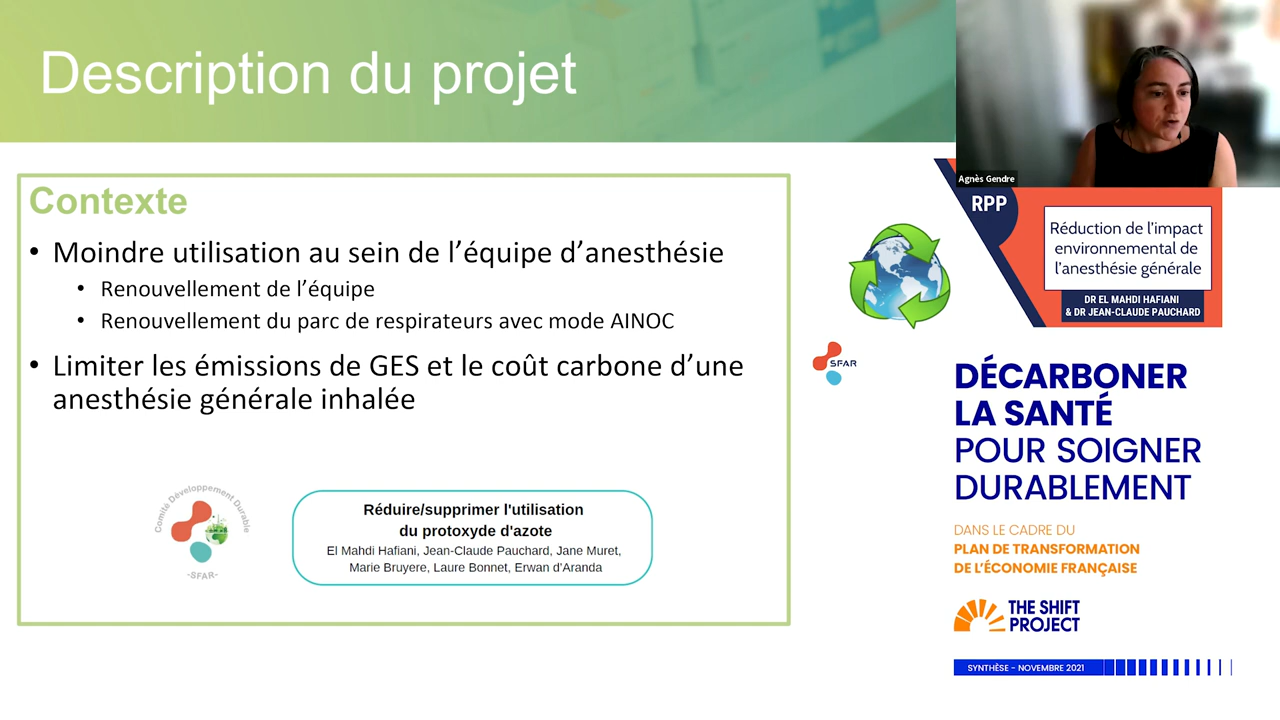 Description du projet
Agnès Gendre
Contexte
• Moindre utilisation au sein de l’équipe d’anesthésie
• Renouvellement de l’équipe
• Renouvellement du parc de respirateurs avec mode AINOC
• Limiter les émissions de GES et le coût carbone d’une
anesthésie générale inhalée
Comité Développement Durable
-SFAR-
Réduire/supprimer l'utilisation
du protoxyde d'azote
El Mahdi Hafiani, Jean-Claude Pauchard, Jane Muret,
Marie Bruyere, Laure Bonnet, Erwan d'Aranda
RPP
Réduction de l'impact
environnemental de
l'anesthésie générale
DR EL MAHDI HAFIANI
& DR JEAN-CLAUDE PAUCHARD
SFAR
DÉCARBONER
LA SANTÉ
POUR SOIGNER
DURABLEMENT
DANS LE CADRE DU
PLAN DE TRANSFORMATION
DE L’ÉCONOMIE FRANÇAISE
THE SHIFT
PROJECT
SYNTHÈSE - NOVEMBRE 2021